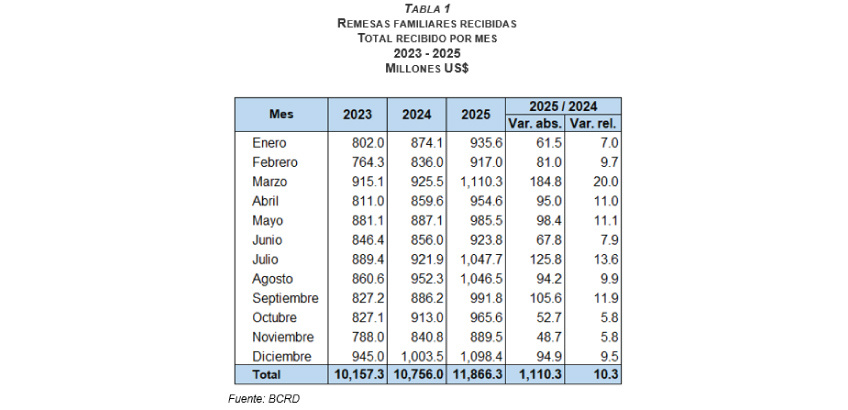 TABLA 1
REMESAS FAMILIARES RECIBIDAS
TOTAL RECIBIDO POR MES
2023 - 2025
MILLONES US$
Mes 2023 2024 2025 2025 / 2024
Var. abs. Var. rel.
Enero 802.0 874.1 935.6 61.5 7.0
Febrero 764.3 836.0 917.0 81.0 9.7
Marzo 915.1 925.5 1,110.3 184.8 20.0
Abril 811.0 859.6 954.6 95.0 11.0
Mayo 881.1 887.1 985.5 98.4 11.1
Junio 846.4 856.0 923.8 67.8 7.9
Julio 889.4 921.9 1,047.7 125.8 13.6
Agosto 860.6 952.3 1,046.5 94.2 9.9
Septiembre 827.2 886.2 991.8 105.6 11.9
Octubre 827.1 913.0 965.6 52.7 5.8
Noviembre 788.0 840.8 889.5 48.7 5.8
Diciembre 945.0 1,003.5 1,098.4 94.9 9.5
Total 10,157.3 10,756.0 11,866.3 1,110.3 10.3
Fuente: BCRD